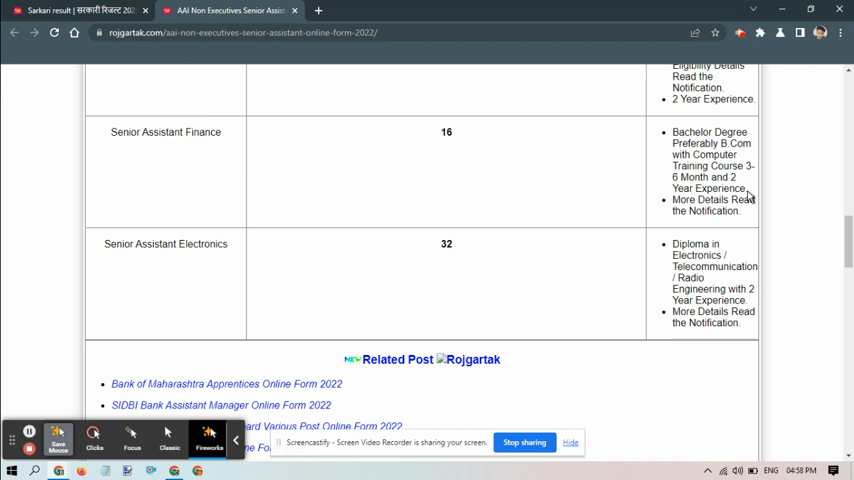 Sarkari result | सरकारी रिजल्ट 202
AAI Non Executives Senior Assist
rojgartak.com/aai-non-executives-senior-assistant-online-form-2022/
Eligibility Details
Read the
Notification.
2 Year Experience.
Senior Assistant Finance
16
Bachelor Degree
Preferably B.Com
with Computer
Training Course 3-
6 Month and 2
Year Experience.
More Details Read
the Notification.
Senior Assistant Electronics
32
Diploma in
Electronics /
Telecommunication
/ Radio
Engineering with 2
Year Experience.
More Details Read
the Notification.
NEW Related Post Rojgartak
Bank of Maharashtra Apprentices Online Form 2022
SIDBI Bank Assistant Manager Online Form 2022
ard Various Post Online Form 2022
ne Fo
Save
Mouse
Clicks
Focus
Classic
Fireworks
Screencastify - Screen Video Recorder is sharing your screen.
Stop sharing
Hide
ENG
04:58 PM